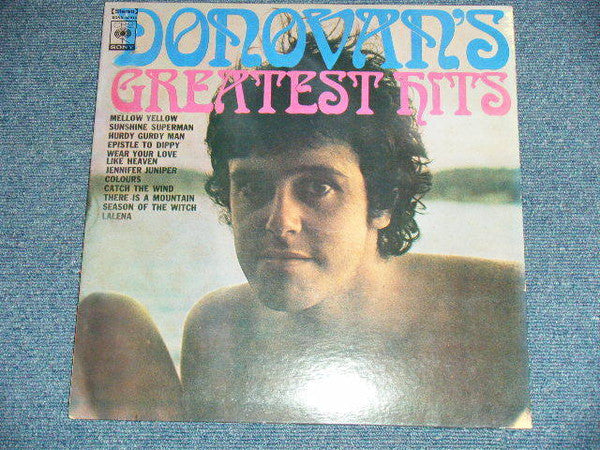 Stereo
SONY
DONOVAN'S
GREATEST HITS
MELLOW YELLOW
SUNSHINE SUPERMAN
HURDY GURDY MAN
EPISTLE TO DIPPY
WEAR YOUR LOVE
LIKE HEAVEN
JENNIFER JUNIPER
COLOURS
CATCH THE WIND
THERE IS A MOUNTAIN
SEASON OF THE WITCH
LALENA